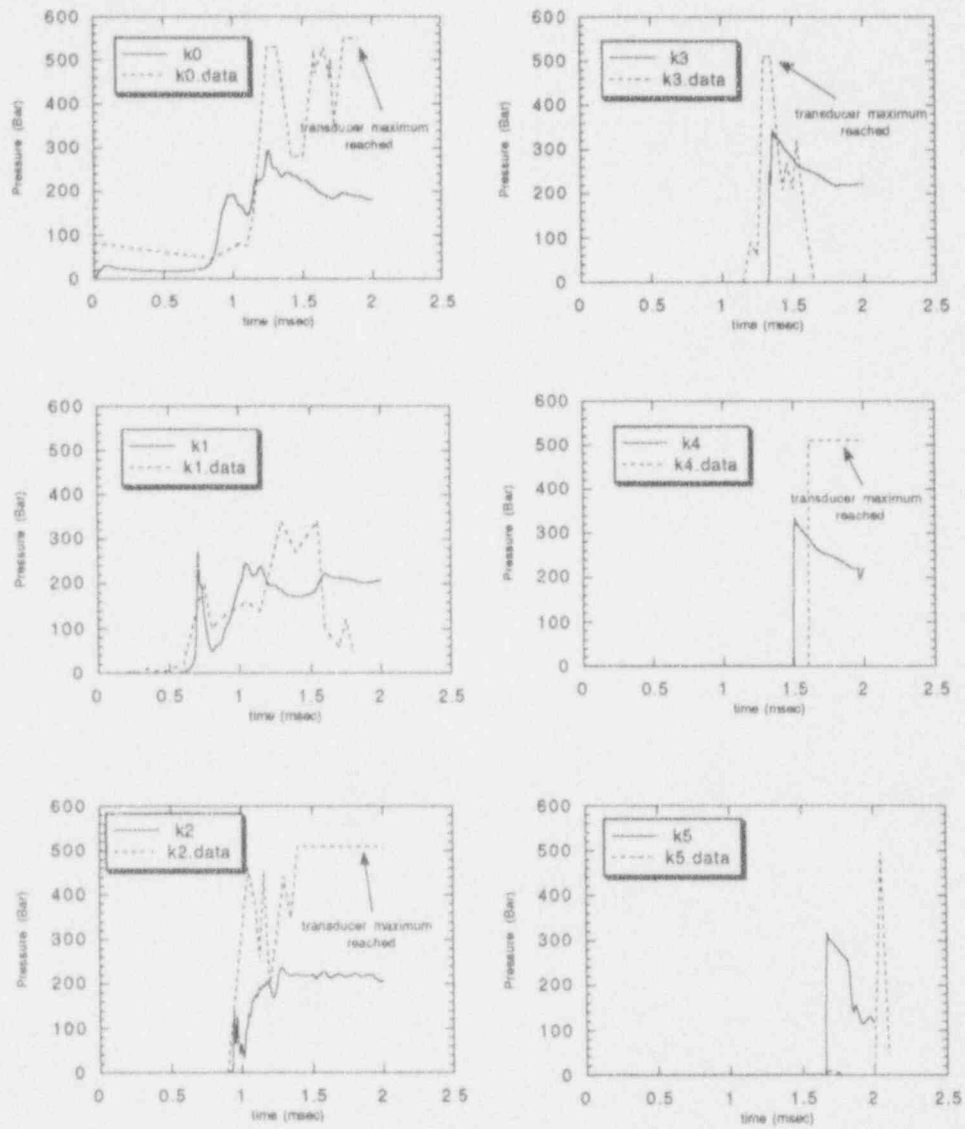 600
500
400
300
200
100
0
Pressure (Bar)
k0
k0.data
transducer maximum
reached
0
0.5
1
1.5
2
2.5
time (msec)
600
500
400
300
200
100
0
Pressure (Bar)
k3
k3.data
transducer maximum
reached
0
0.5
1
1.5
2
2.5
time (msec)
600
500
400
300
200
100
0
Pressure (Bar)
k1
k1.data
0
0.5
1
1.5
2
2.5
time (msec)
600
500
400
300
200
100
0
Pressure (Bar)
k4
k4.data
transducer maximum
reached
0
0.5
1
1.5
2
2.5
time (msec)
600
500
400
300
200
100
0
Pressure (Bar)
k2
k2.data
transducer maximum
reached
0
0.5
1
1.5
2
2.5
time (msec)
600
500
400
300
200
100
0
Pressure (Bar)
k5
k5.data
0
0.5
1
1.5
2
2.5
time (msec)